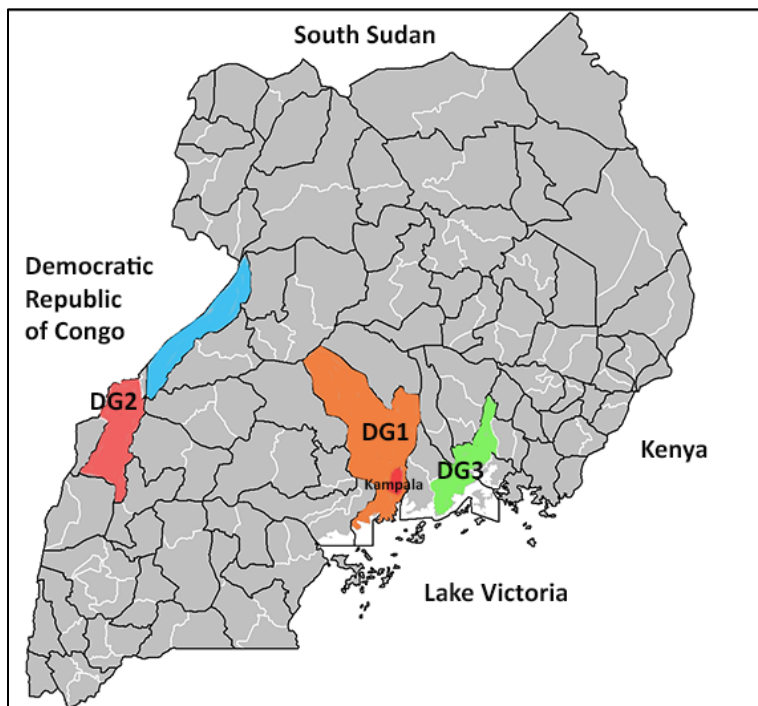 South Sudan
Democratic
Republic
of Congo
DG2
DG1
Kenya
DG3
Kampala
Lake Victoria